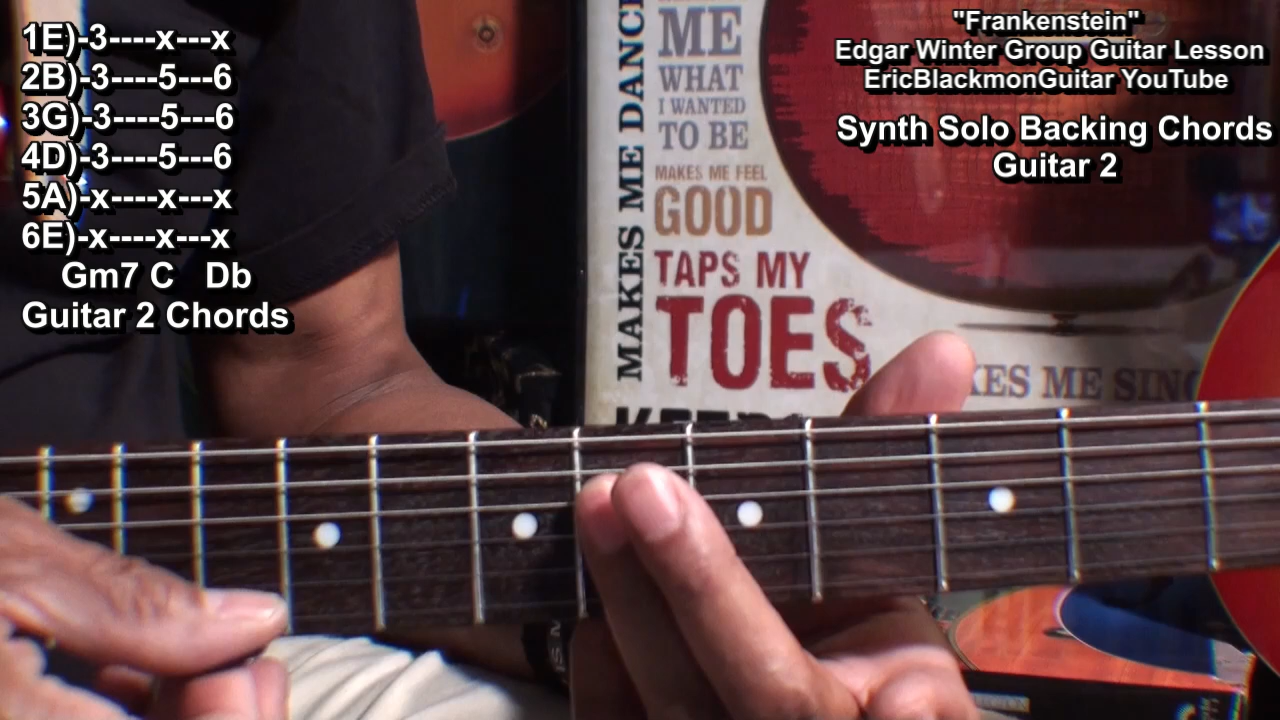 1E)-3----x---x
2B)-3----5---6
3G)-3----5---6
4D)-3----5---6
5A)-x----x---x
6E)-x----x---x
Gm7 C Db
Guitar 2 Chords
"Frankenstein"
Edgar Winter Group Guitar Lesson
EricBlackmonGuitar YouTube
Synth Solo Backing Chords
Guitar 2
MAKES ME DANCE
ME
WHAT
I WANTED
TO BE
MAKES ME FEEL
GOOD
TAPS MY
TOES
ME SING